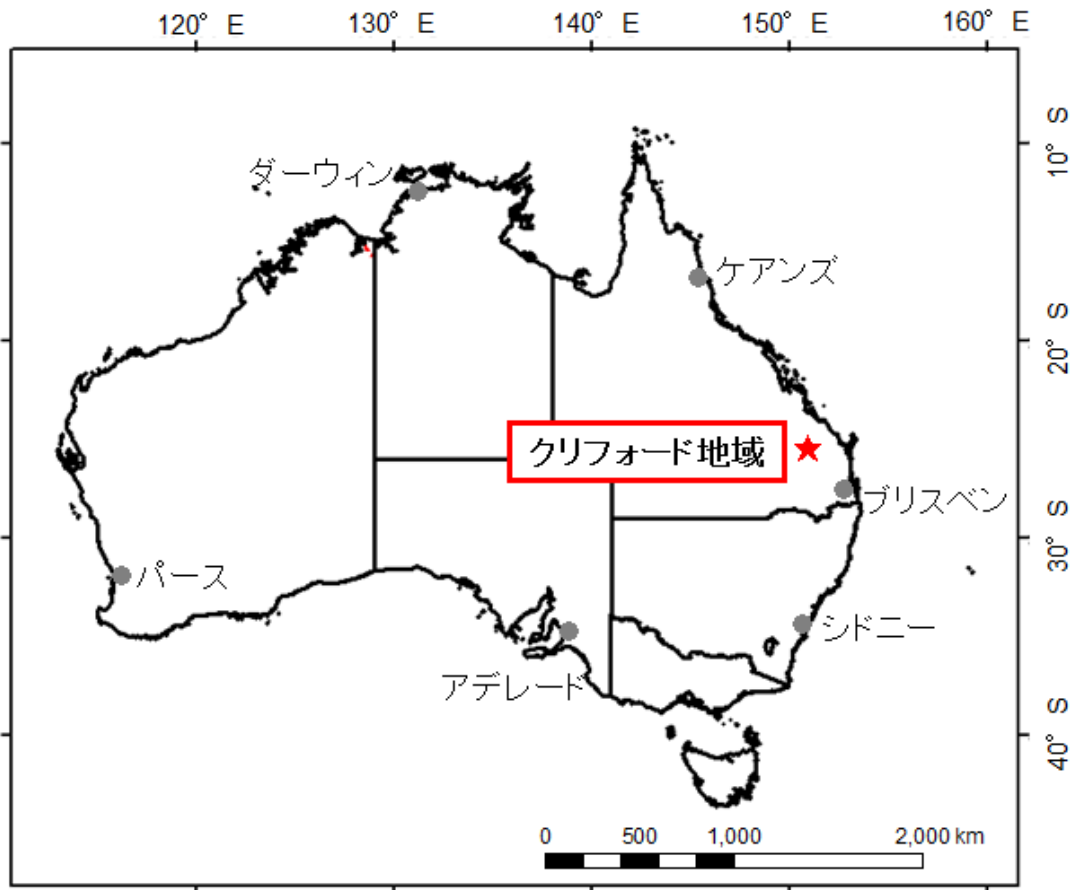 120° E 130° E 140° E 150° E 160° E
10° S
ダーウィン
ケアンズ
20° S
クリフォード地域
ブリスベン
30° S
パース
シドニー
アデレード
40° S
0 500 1,000 2,000 km